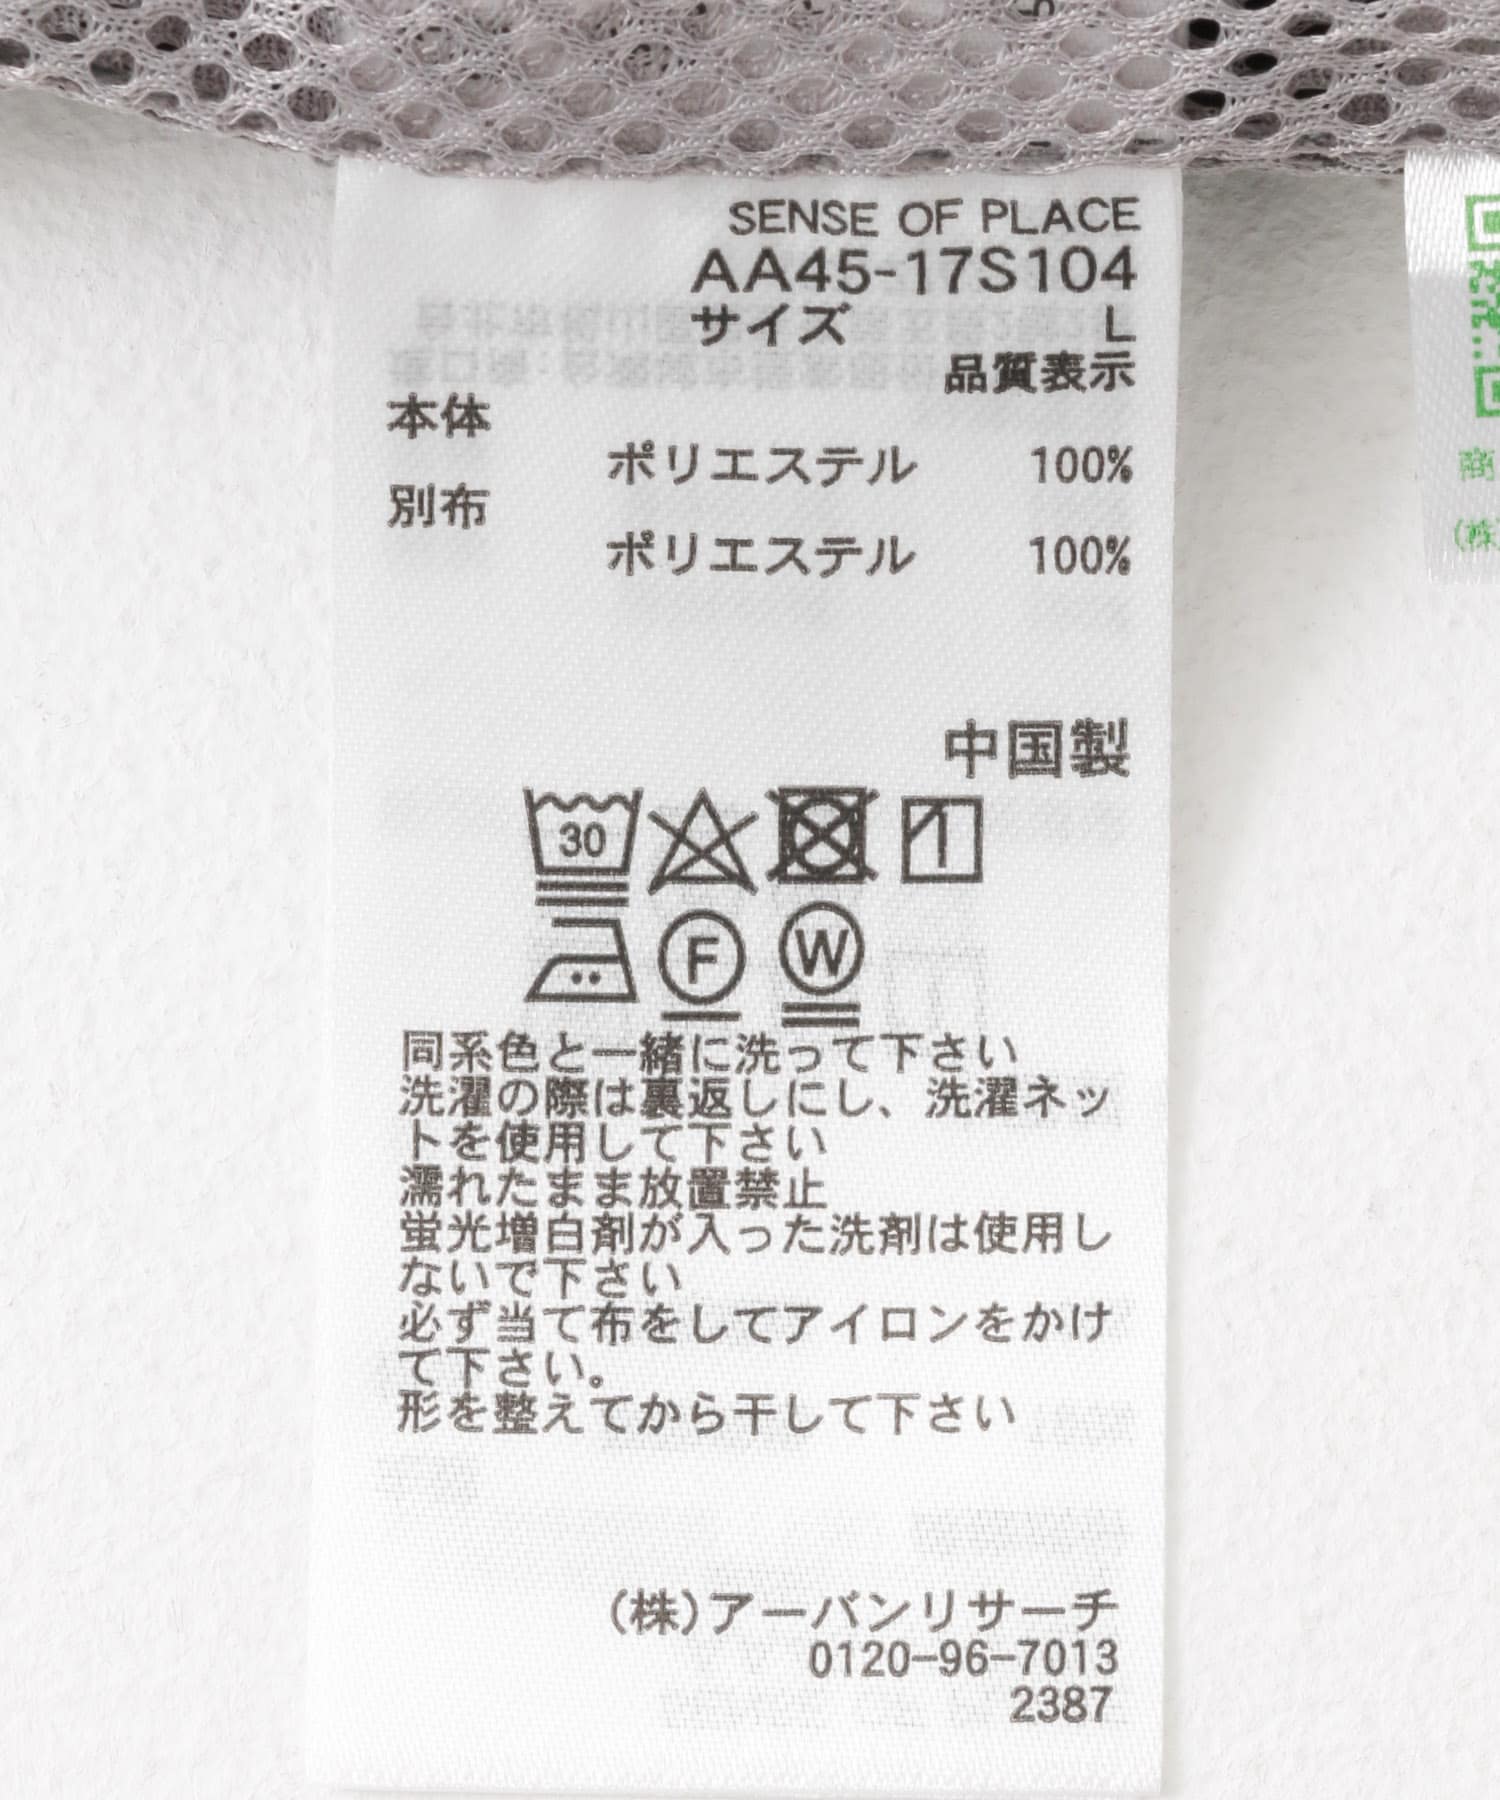 SENSE OF PLACE
AA45-17S104
サイズ L
品質表示
本体
ポリエステル 100%
別布
ポリエステル 100%
中国製
30
F W
同系色と一緒に洗って下さい
洗濯の際は裏返しにし、洗濯ネッ
トを使用して下さい
濡れたまま放置禁止
蛍光増白剤が入った洗剤は使用し
ないで下さい
必ず当て布をしてアイロンをかけ
て下さい。
形を整えてから干して下さい
(株)アーバンリサーチ
0120-96-7013
2387
商
(株)